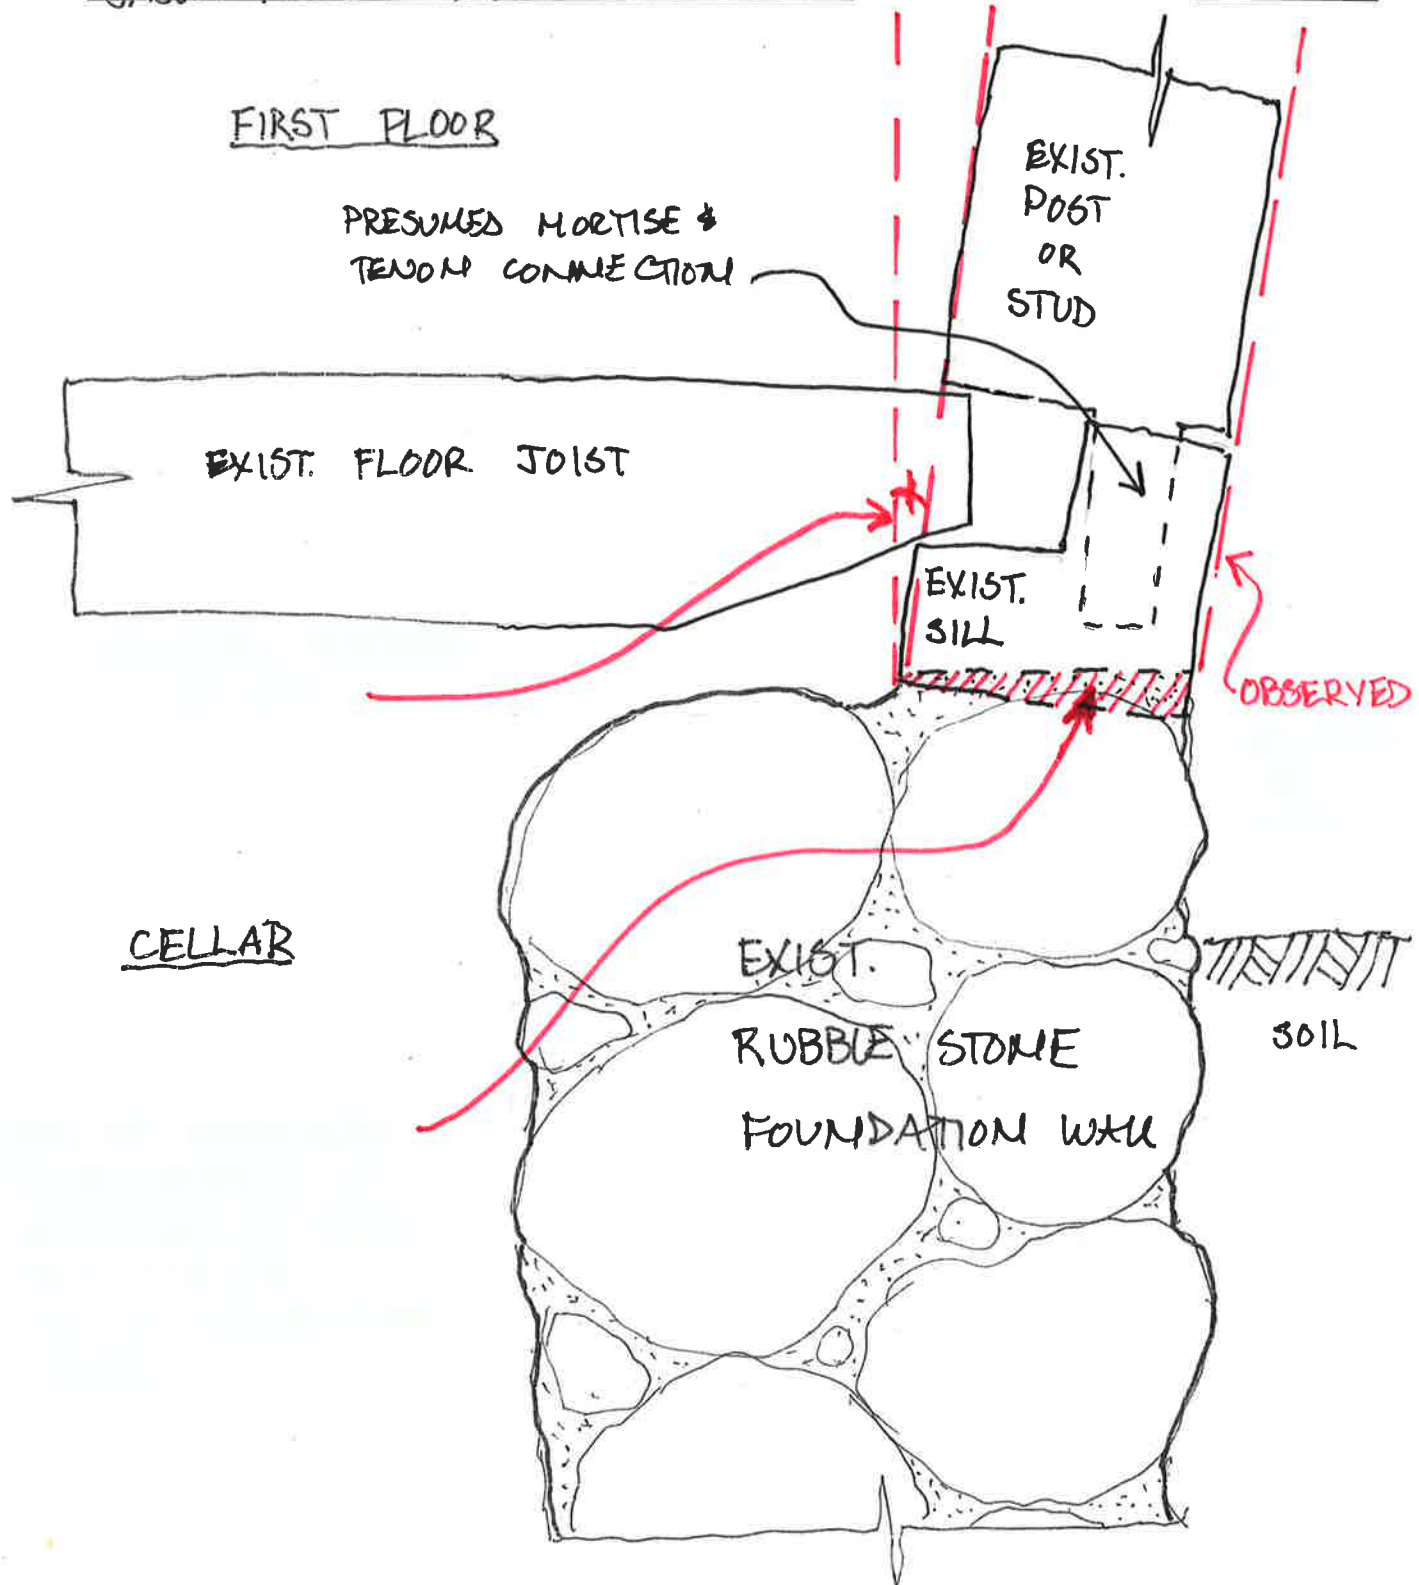 FIRST FLOOR
PRESUMED MORTISE &
TENON CONNECTION
EXIST.
POST
OR
STUD
EXIST. FLOOR JOIST
EXIST.
SILL
OBSERVED
CELLAR
EXIST.
RUBBLE STONE
FOUNDATION WALL
SOIL